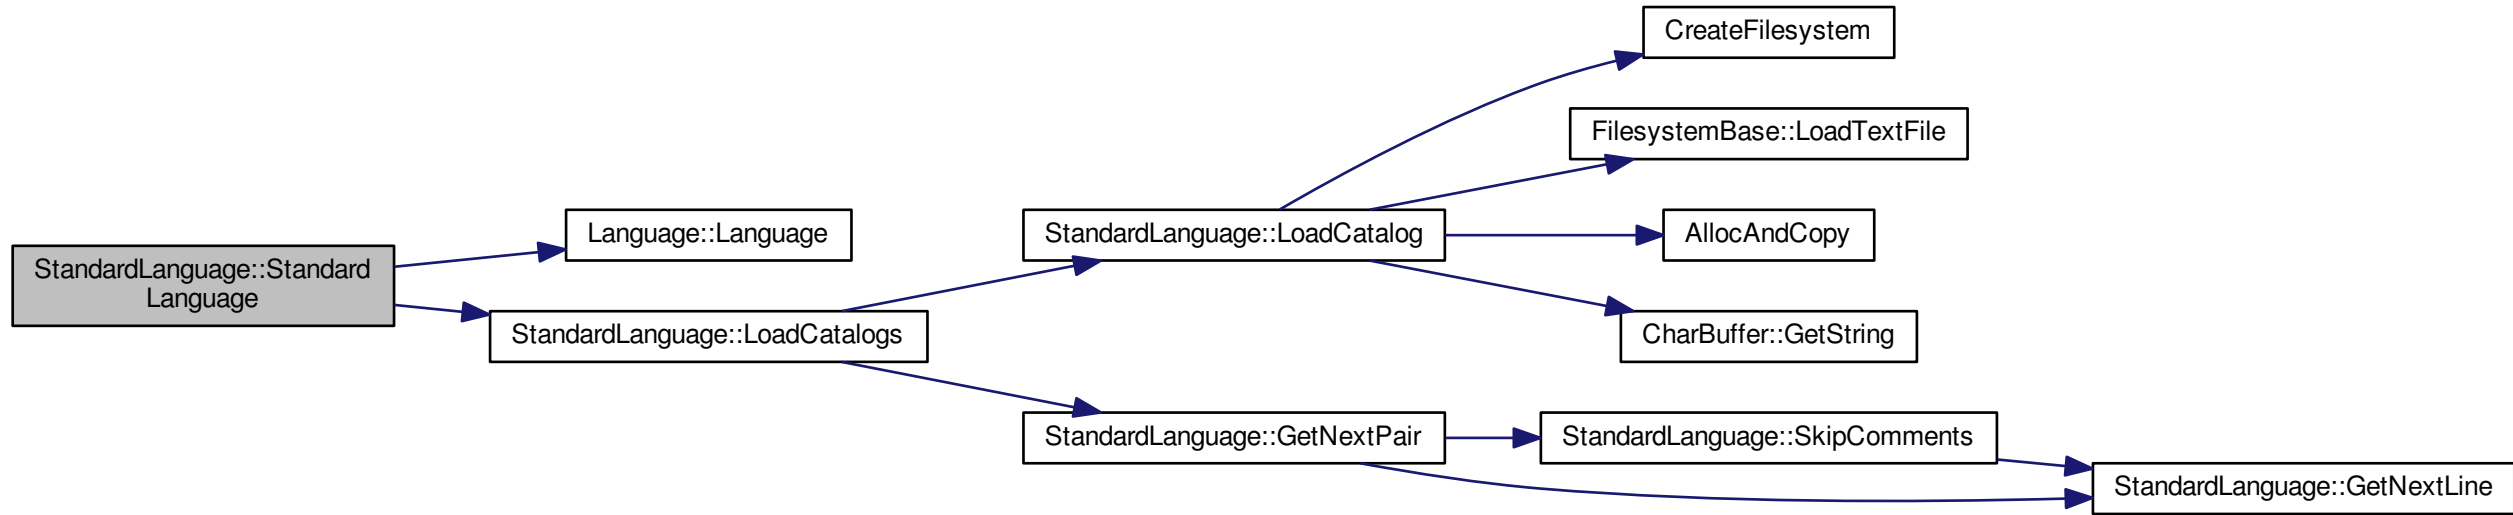 CreateFilesystem
FilesystemBase::LoadTextFile
Language::Language
StandardLanguage::LoadCatalog
AllocAndCopy
StandardLanguage::Standard
Language
StandardLanguage::LoadCatalogs
CharBuffer::GetString
StandardLanguage::GetNextPair
StandardLanguage::SkipComments
StandardLanguage::GetNextLine